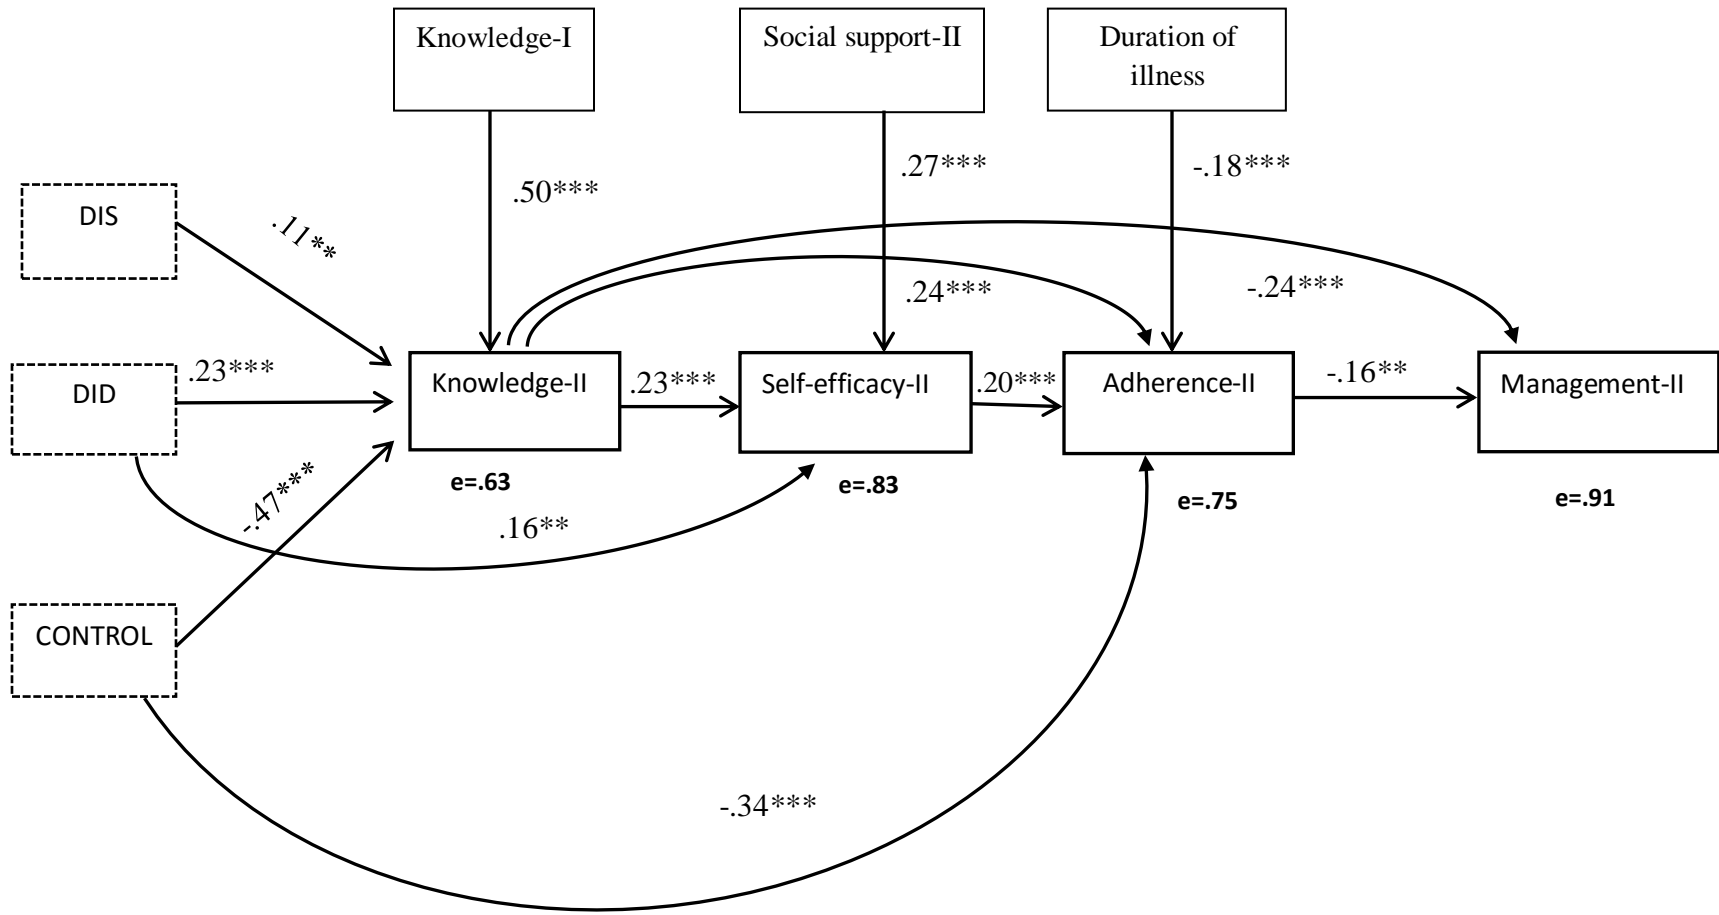 Knowledge-I
Social support-II
Duration of
illness
.27***
-.18***
.50***
DIS
.11**
.24***
-.24***
DID
.23***
Knowledge-II
.23***
Self-efficacy-II
.20***
Adherence-II
-.16**
Management-II
e=.63
e=.83
e=.75
e=.91
-.47***
.16**
CONTROL
-.34***